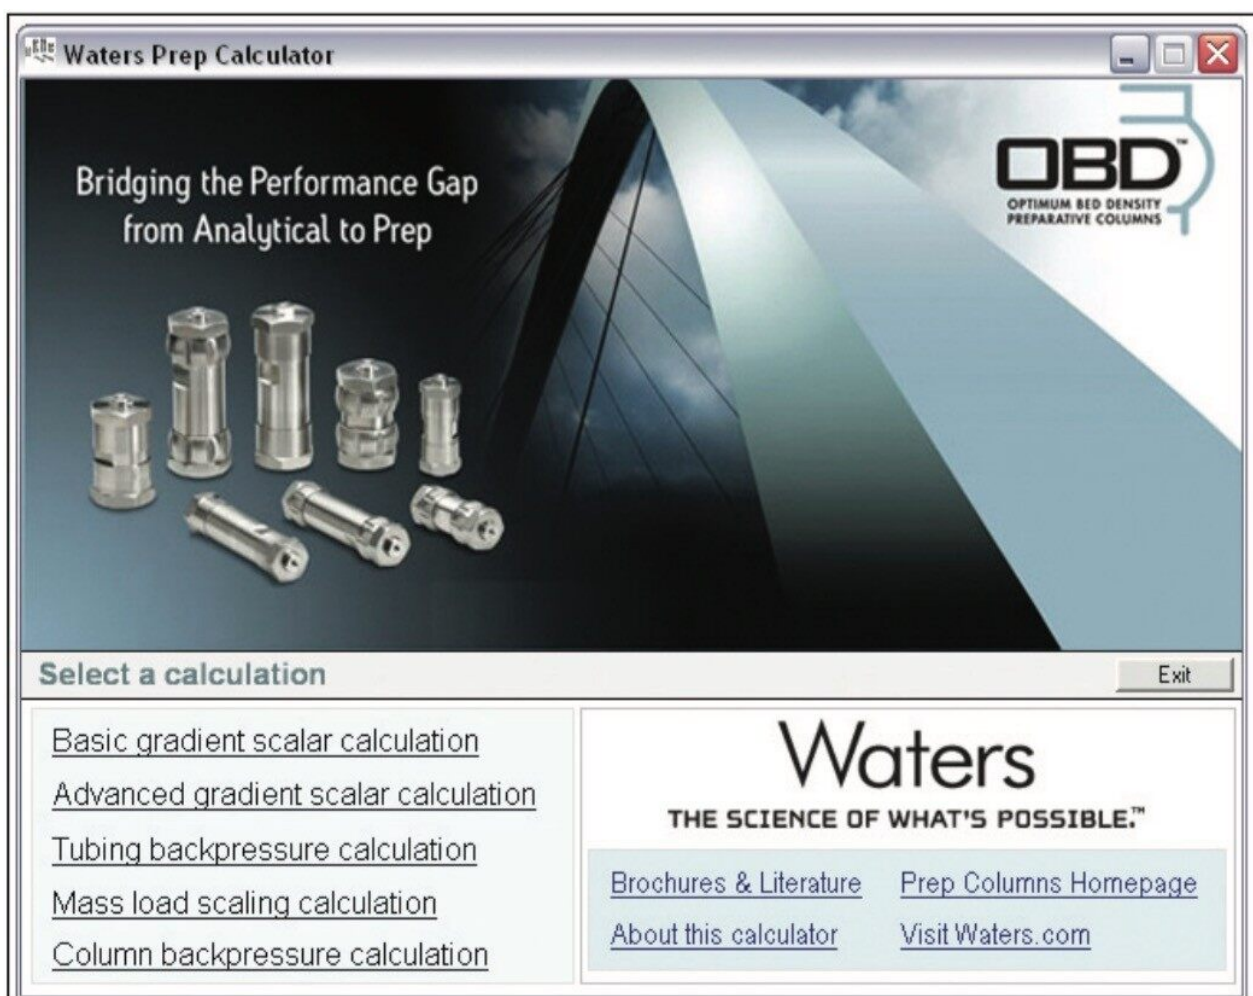 Waters Prep Calculator
Bridging the Performance Gap
from Analytical to Prep
OBD™
OPTIMUM BED DENSITY
PREPARATIVE COLUMNS
Select a calculation
Exit
Basic gradient scalar calculation
Advanced gradient scalar calculation
Tubing backpressure calculation
Mass load scaling calculation
Column backpressure calculation
Waters
THE SCIENCE OF WHAT'S POSSIBLE.™
Brochures & Literature
Prep Columns Homepage
About this calculator
Visit Waters.com